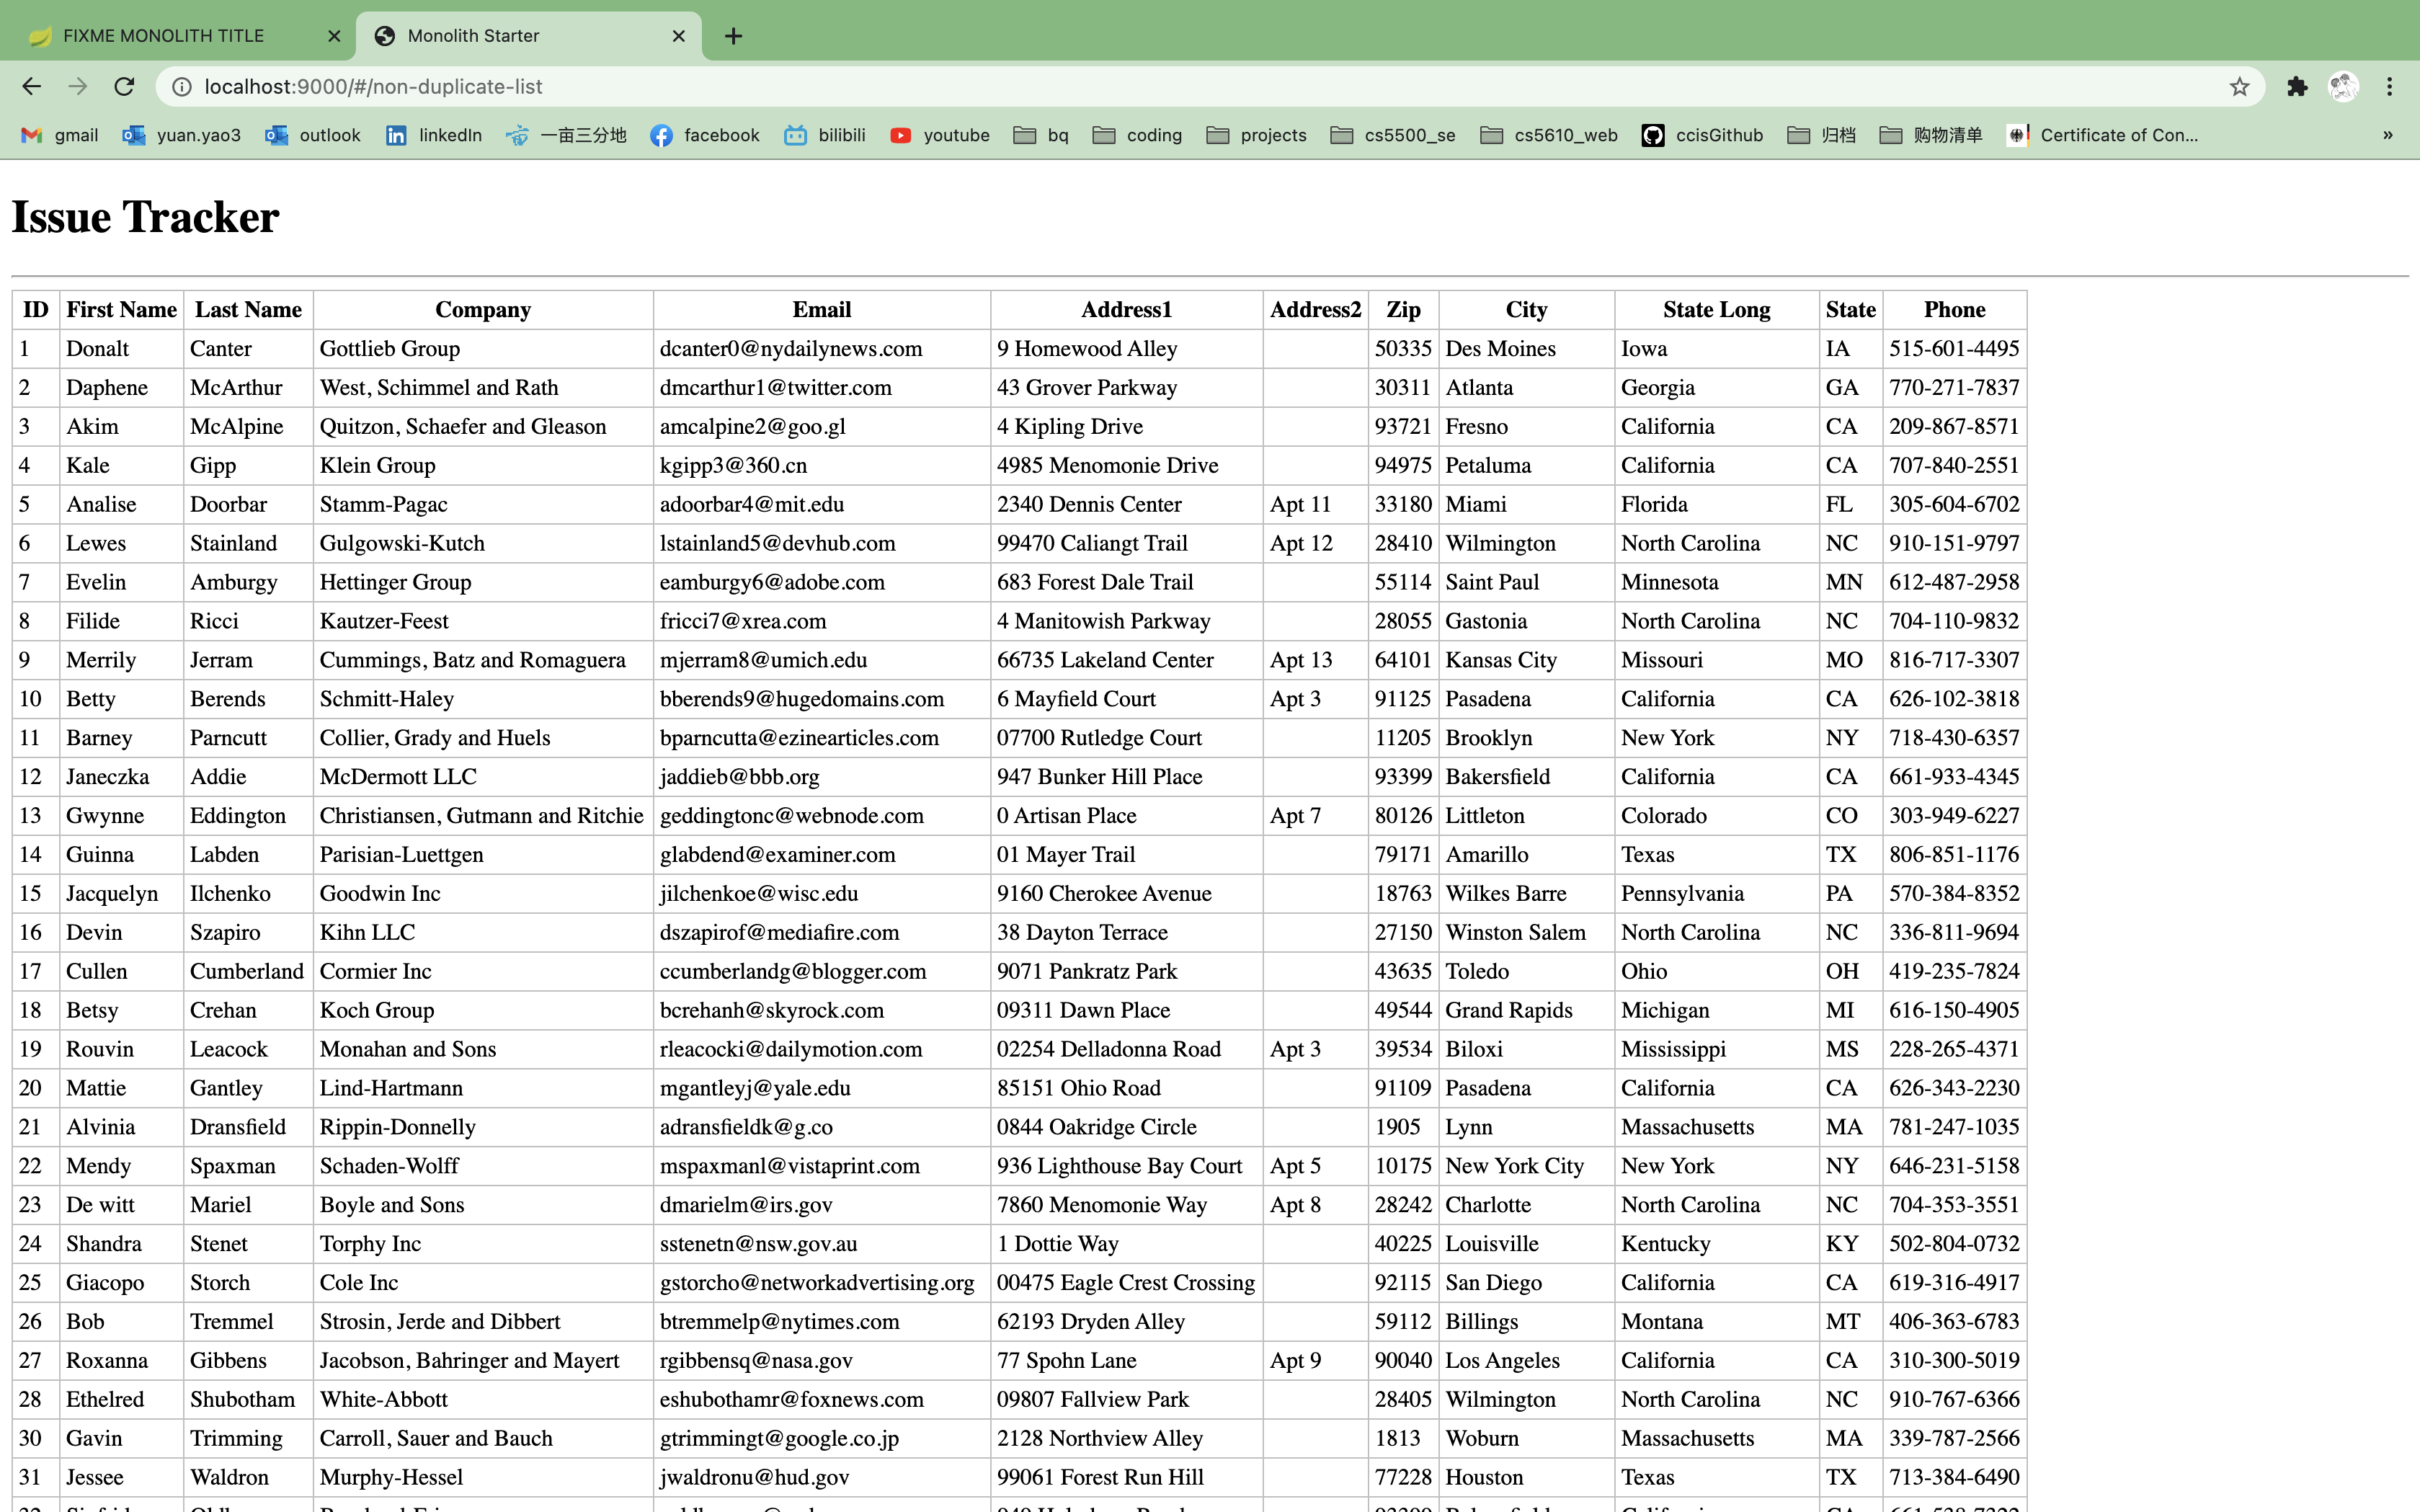 FIXME MONOLITH TITLE Monolith Starter
localhost:9000/#/non-duplicate-list
gmail yuan.yao3 outlook linkedIn 一亩三分地 facebook bilibili youtube bq coding projects cs5500_se cs5610_web ccisGithub 归档 购物清单 Certificate of Con... »
Issue Tracker
ID First Name Last Name Company Email Address1 Address2 Zip City State Long State Phone
1 Donalt Canter Gottlieb Group dcanter0@nydailynews.com 9 Homewood Alley 50335 Des Moines Iowa IA 515-601-4495
2 Daphene McArthur West, Schimmel and Rath dmcarthur1@twitter.com 43 Grover Parkway 30311 Atlanta Georgia GA 770-271-7837
3 Akim McAlpine Quitzon, Schaefer and Gleason amcalpine2@goo.gl 4 Kipling Drive 93721 Fresno California CA 209-867-8571
4 Kale Gipp Klein Group kgipp3@360.cn 4985 Menomonie Drive 94975 Petaluma California CA 707-840-2551
5 Analise Doorbar Stamm-Pagac adoorbar4@mit.edu 2340 Dennis Center Apt 11 33180 Miami Florida FL 305-604-6702
6 Lewes Stainland Gulgowski-Kutch lstainland5@devhub.com 99470 Caliangt Trail Apt 12 28410 Wilmington North Carolina NC 910-151-9797
7 Evelin Amburgy Hettinger Group eamburgy6@adobe.com 683 Forest Dale Trail 55114 Saint Paul Minnesota MN 612-487-2958
8 Filide Ricci Kautzer-Feest fricci7@xrea.com 4 Manitowish Parkway 28055 Gastonia North Carolina NC 704-110-9832
9 Merrily Jerram Cummings, Batz and Romaguera mjerram8@umich.edu 66735 Lakeland Center Apt 13 64101 Kansas City Missouri MO 816-717-3307
10 Betty Berends Schmitt-Haley bberends9@hugedomains.com 6 Mayfield Court Apt 3 91125 Pasadena California CA 626-102-3818
11 Barney Parncutt Collier, Grady and Huels bparncutta@ezinearticles.com 07700 Rutledge Court 11205 Brooklyn New York NY 718-430-6357
12 Janeczka Addie McDermott LLC jaddieb@bbb.org 947 Bunker Hill Place 93399 Bakersfield California CA 661-933-4345
13 Gwynne Eddington Christiansen, Gutmann and Ritchie geddingtonc@webnode.com 0 Artisan Place Apt 7 80126 Littleton Colorado CO 303-949-6227
14 Guinna Labden Parisian-Luettgen glabdend@examiner.com 01 Mayer Trail 79171 Amarillo Texas TX 806-851-1176
15 Jacquelyn Ilchenko Goodwin Inc jilchenkoe@wisc.edu 9160 Cherokee Avenue 18763 Wilkes Barre Pennsylvania PA 570-384-8352
16 Devin Szapiro Kihn LLC dszapirof@mediafire.com 38 Dayton Terrace 27150 Winston Salem North Carolina NC 336-811-9694
17 Cullen Cumberland Cormier Inc ccumberlandg@blogger.com 9071 Pankratz Park 43635 Toledo Ohio OH 419-235-7824
18 Betsy Crehan Koch Group bcrehanh@skyrock.com 09311 Dawn Place 49544 Grand Rapids Michigan MI 616-150-4905
19 Rouvin Leacock Monahan and Sons rleacocki@dailymotion.com 02254 Delladonna Road Apt 3 39534 Biloxi Mississippi MS 228-265-4371
20 Mattie Gantley Lind-Hartmann mgantleyj@yale.edu 85151 Ohio Road 91109 Pasadena California CA 626-343-2230
21 Alvinia Dransfield Rippin-Donnelly adransfieldk@g.co 0844 Oakridge Circle 1905 Lynn Massachusetts MA 781-247-1035
22 Mendy Spaxman Schaden-Wolff mspaxmanl@vistaprint.com 936 Lighthouse Bay Court Apt 5 10175 New York City New York NY 646-231-5158
23 De witt Mariel Boyle and Sons dmarielm@irs.gov 7860 Menomonie Way Apt 8 28242 Charlotte North Carolina NC 704-353-3551
24 Shandra Stenet Torphy Inc sstenetn@nsw.gov.au 1 Dottie Way 40225 Louisville Kentucky KY 502-804-0732
25 Giacopo Storch Cole Inc gstorcho@networkadvertising.org 00475 Eagle Crest Crossing 92115 San Diego California CA 619-316-4917
26 Bob Tremmel Strosin, Jerde and Dibbert btremmelp@nytimes.com 62193 Dryden Alley 59112 Billings Montana MT 406-363-6783
27 Roxanna Gibbens Jacobson, Bahringer and Mayert rgibbensq@nasa.gov 77 Spohn Lane Apt 9 90040 Los Angeles California CA 310-300-5019
28 Ethelred Shubotham White-Abbott eshubothamr@foxnews.com 09807 Fallview Park 28405 Wilmington North Carolina NC 910-767-6366
30 Gavin Trimming Carroll, Sauer and Bauch gtrimmingt@google.co.jp 2128 Northview Alley 1813 Woburn Massachusetts MA 339-787-2566
31 Jessee Waldron Murphy-Hessel jwaldronu@hud.gov 99061 Forest Run Hill 77228 Houston Texas TX 713-384-6490